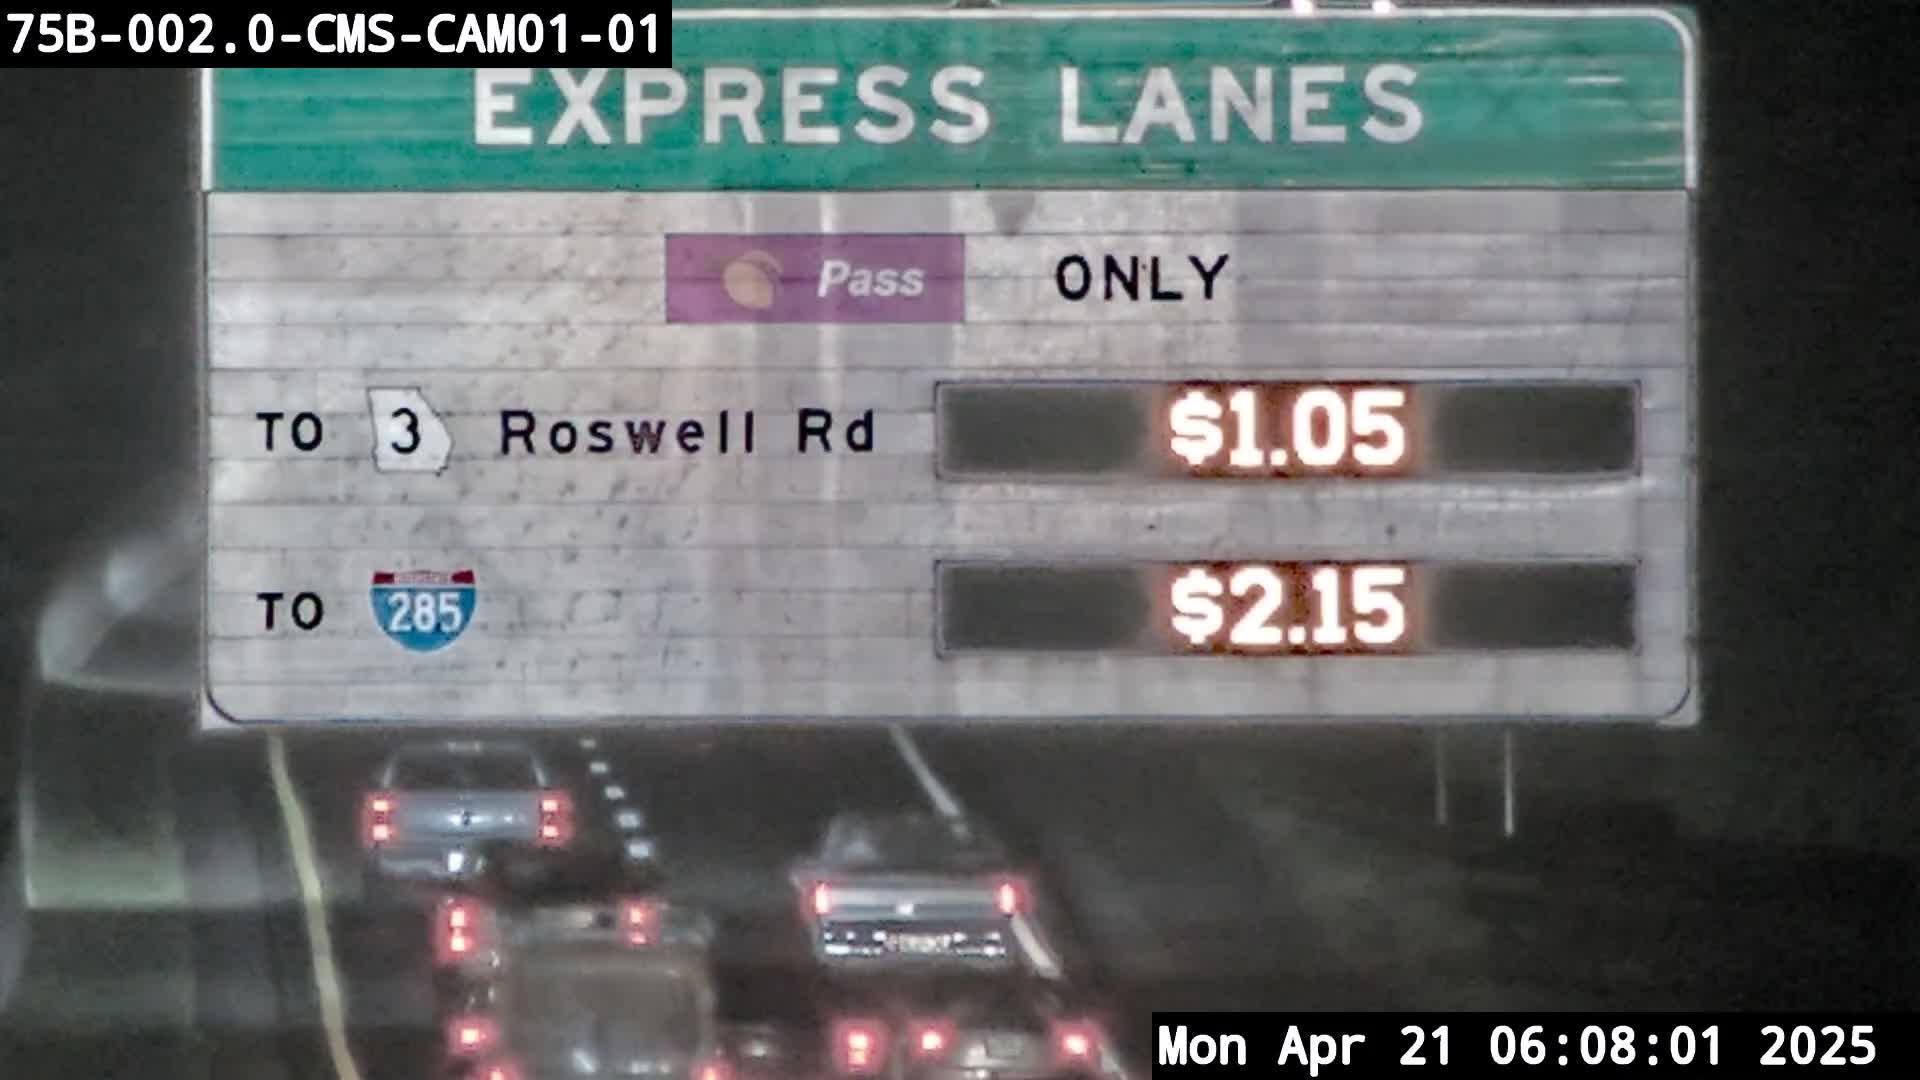 75B-002.0-CMS-CAM01-01
EXPRESS LANES
Pass ONLY
TO 3 Roswell Rd $1.05
TO 285 $2.15
Mon Apr 21 06:08:01 2025